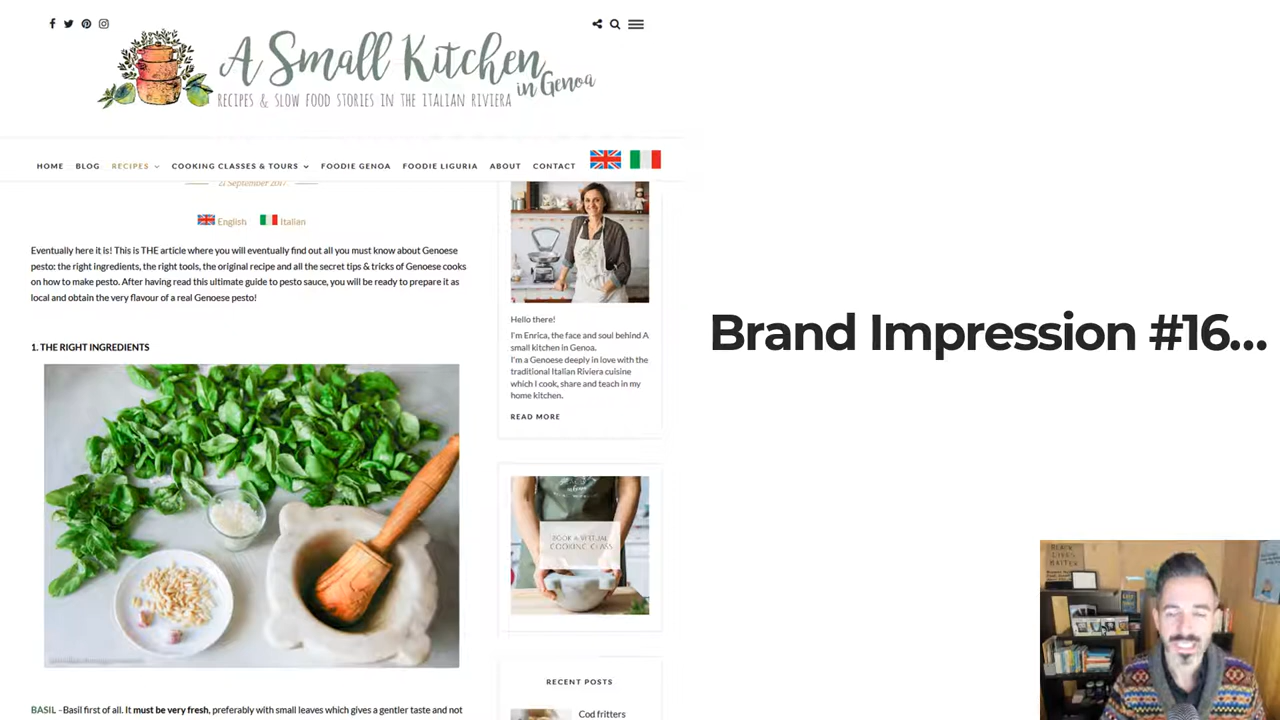 A Small Kitchen
in Genoa
RECIPES & SLOW FOOD STORIES IN THE ITALIAN RIVIERA
HOME BLOG RECIPES COOKING CLASSES & TOURS FOODIE GENOA FOODIE LIGURIA ABOUT CONTACT
21 September 2017
English Italian
Eventually here it is! This is THE article where you will eventually find out all you must know about Genoese
pesto: the right ingredients, the right tools, the original recipe and all the secret tips & tricks of Genoese cooks
on how to make pesto. After having read this ultimate guide to pesto sauce, you will be ready to prepare it as
local and obtain the very flavour of a real Genoese pesto!
1. THE RIGHT INGREDIENTS
BASIL –Basil first of all. It must be very fresh, preferably with small leaves which gives a gentler taste and not
Hello there!
I'm Enrica, the face and soul behind A
small kitchen in Genoa.
I'm a Genoese deeply in love with the
traditional Italian Riviera cuisine
which I cook, share and teach in my
home kitchen.
READ MORE
BOOK A VIRTUAL
COOKING CLASS
RECENT POSTS
Cod fritters
Brand Impression #16...
BLACK
LIVES
MATTER